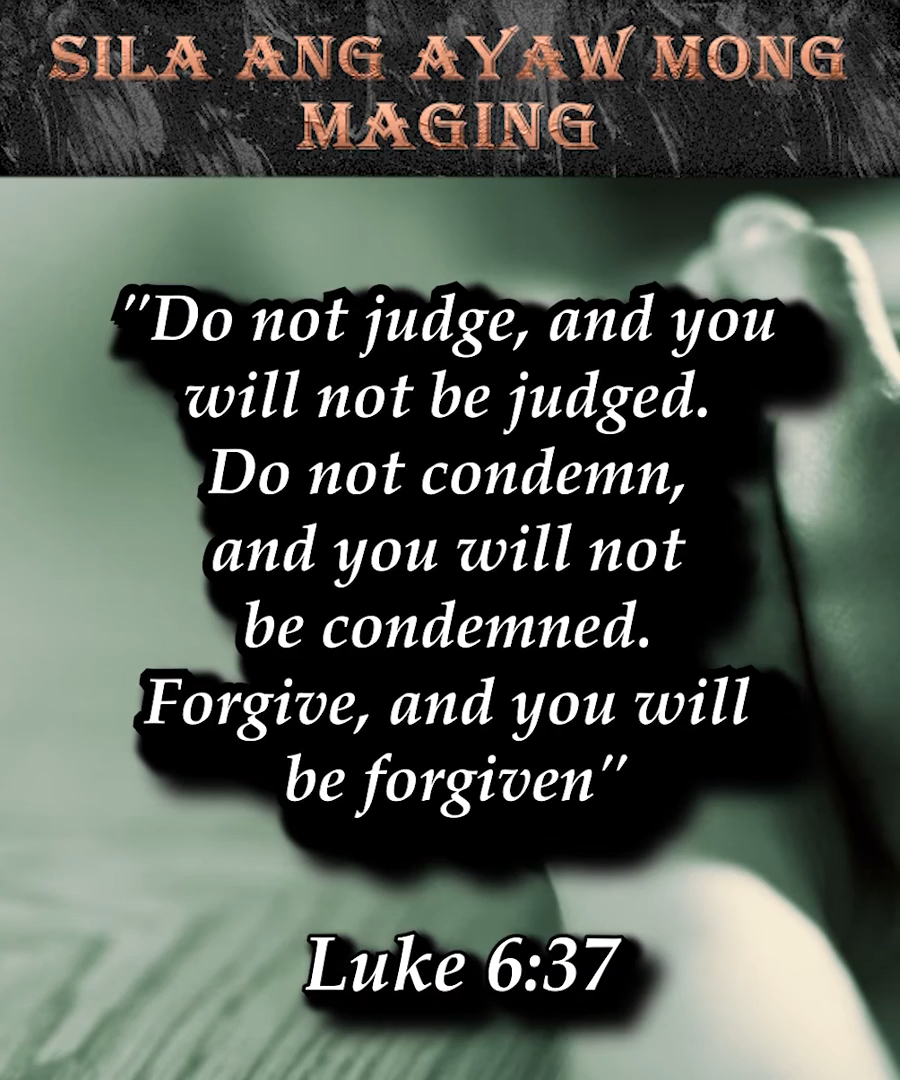 SILA ANG AYAW MONG
MAGING
"Do not judge, and you
will not be judged.
Do not condemn,
and you will not
be condemned.
Forgive, and you will
be forgiven"
Luke 6:37